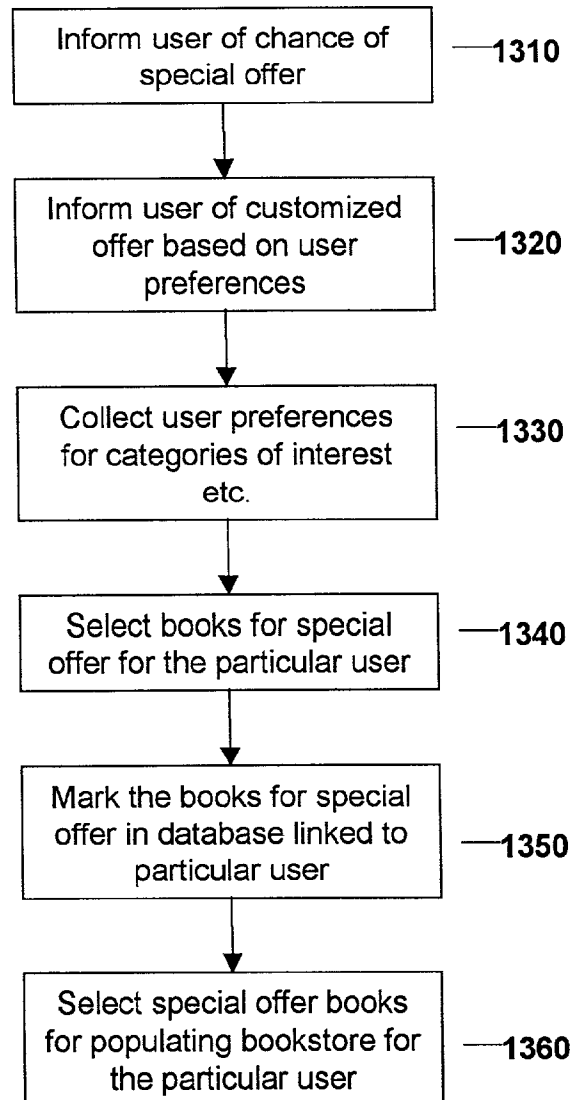 Inform user of chance of
special offer
1310
Inform user of customized
offer based on user
preferences
1320
Collect user preferences
for categories of interest
etc.
1330
Select books for special
offer for the particular user
1340
Mark the books for special
offer in database linked to
particular user
1350
Select special offer books
for populating bookstore for
the particular user
1360